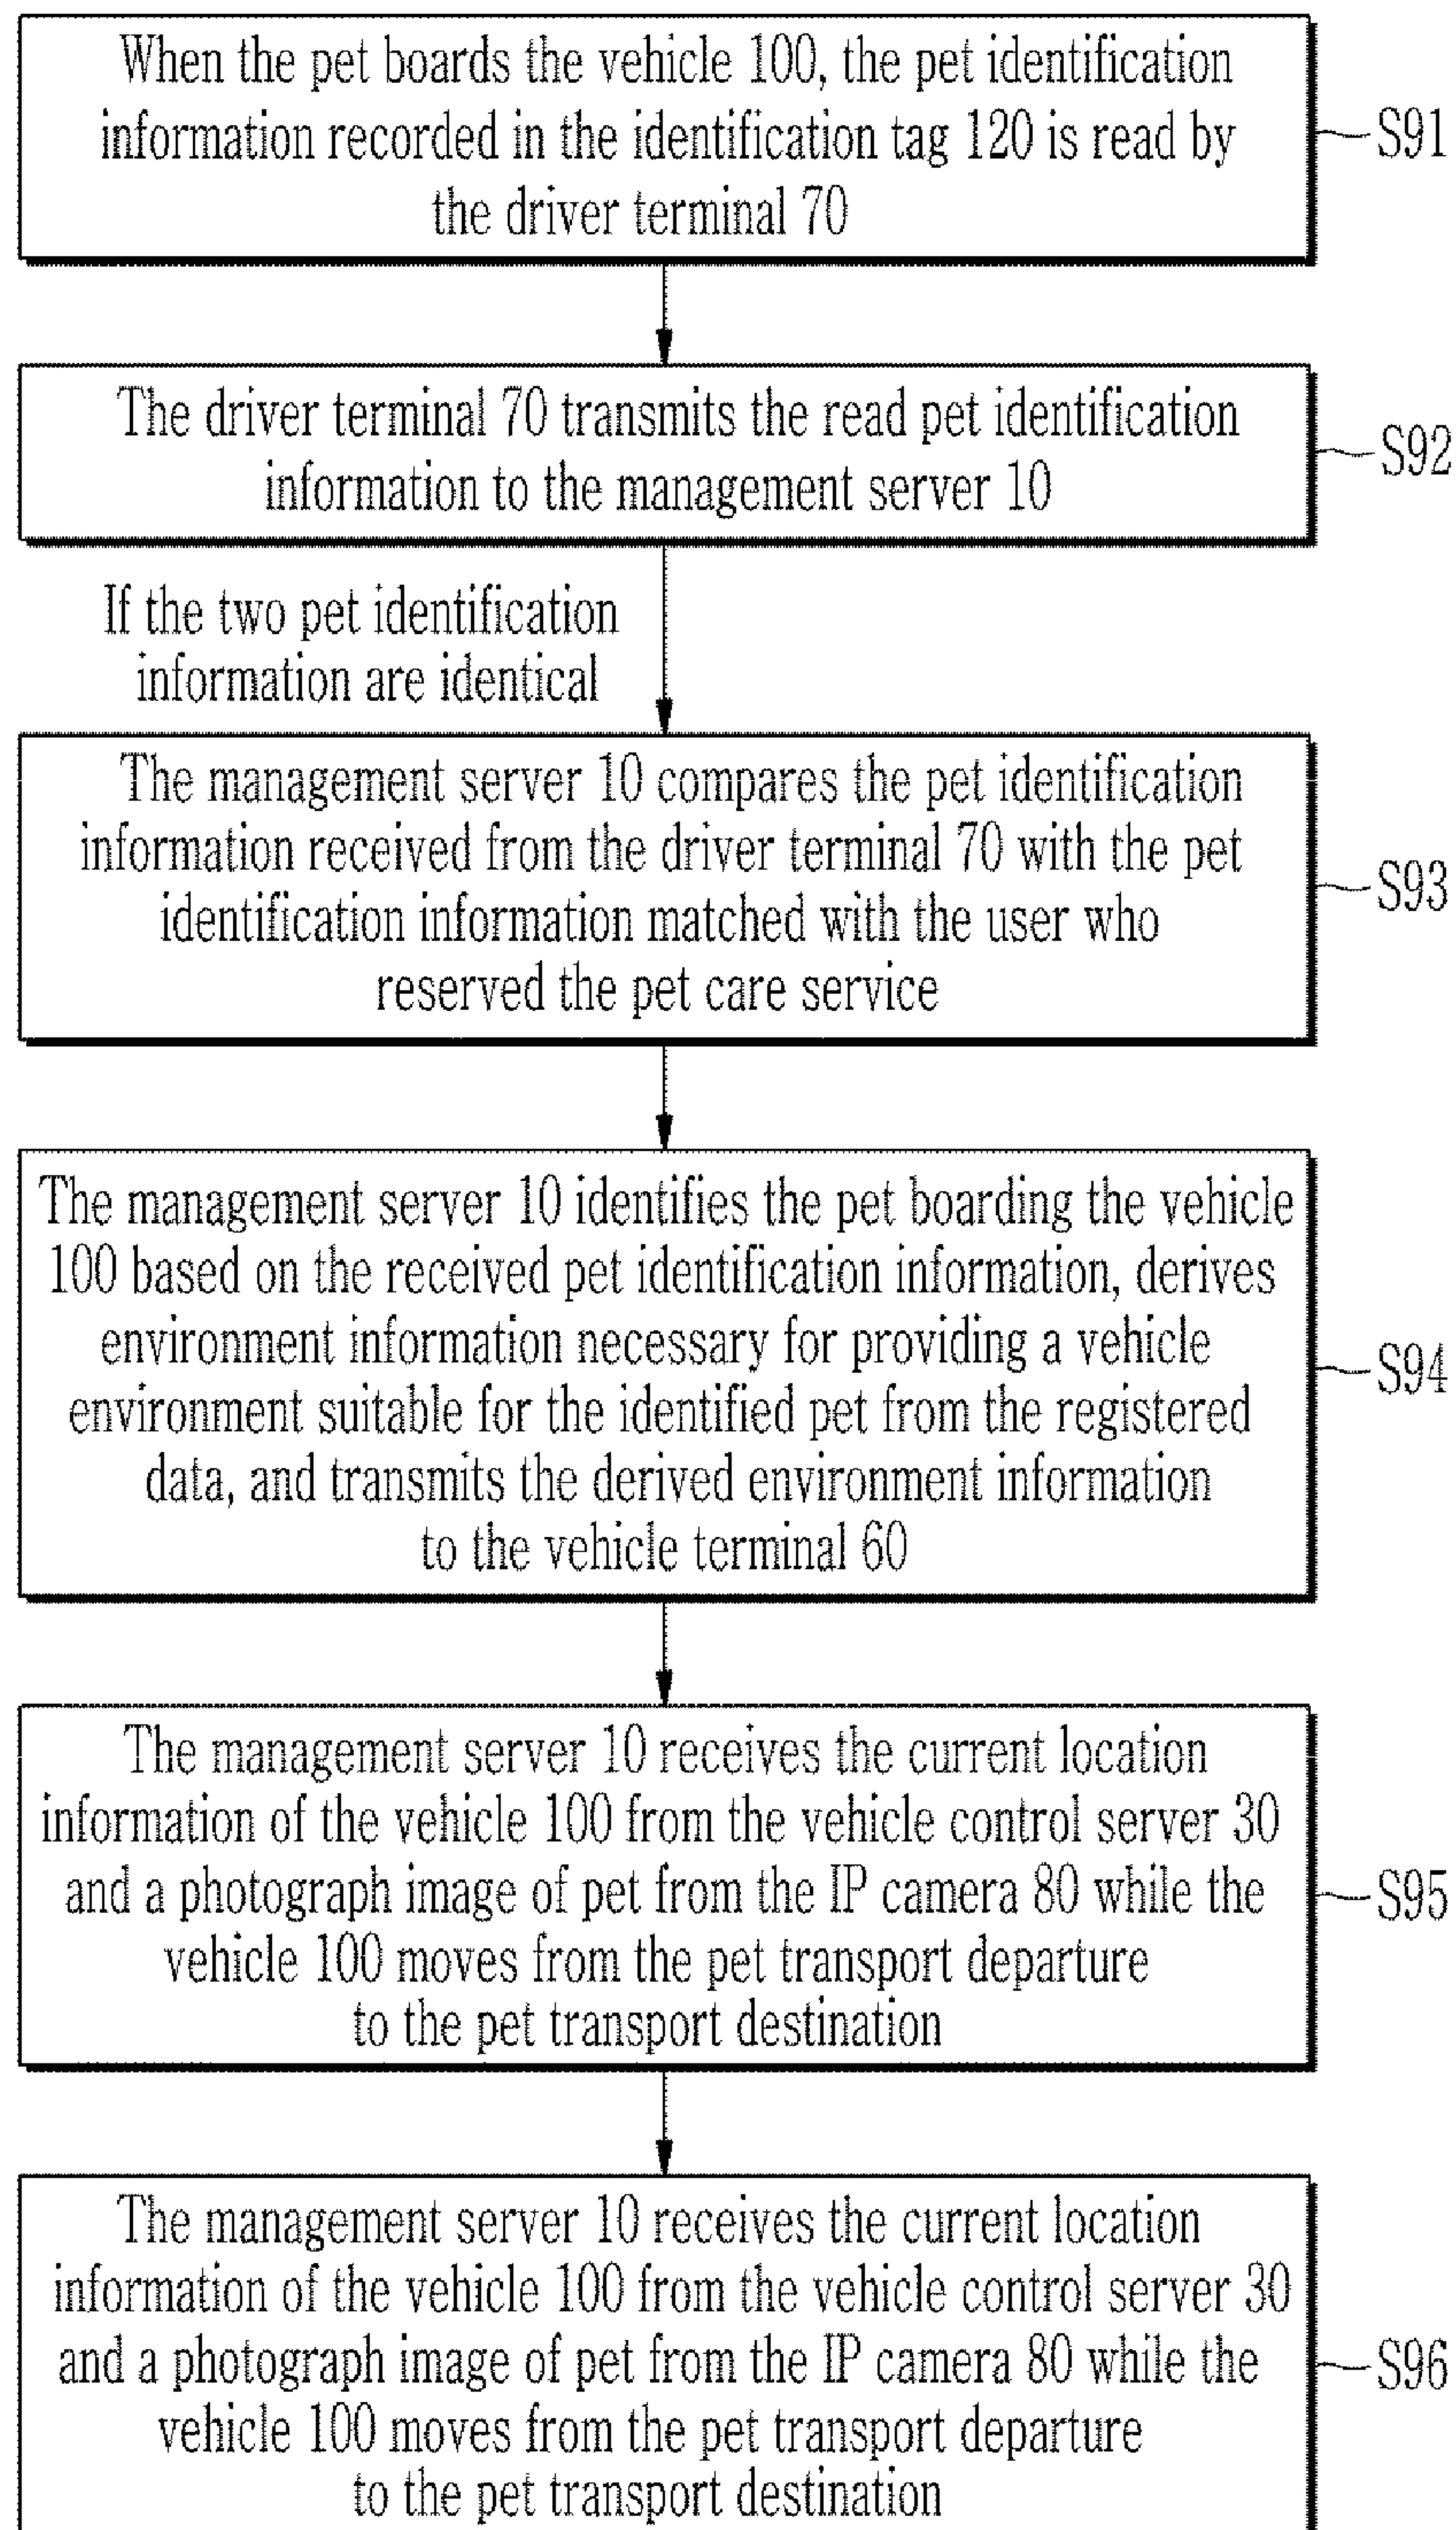 When the pet boards the vehicle 100, the pet identification
information recorded in the identification tag 120 is read by
the driver terminal 70
S91
The driver terminal 70 transmits the read pet identification
information to the management server 10
S92
If the two pet identification
information are identical
The management server 10 compares the pet identification
information received from the driver terminal 70 with the pet
identification information matched with the user who
reserved the pet care service
S93
The management server 10 identifies the pet boarding the vehicle
100 based on the received pet identification information, derives
environment information necessary for providing a vehicle
environment suitable for the identified pet from the registered
data, and transmits the derived environment information
to the vehicle terminal 60
S94
The management server 10 receives the current location
information of the vehicle 100 from the vehicle control server 30
and a photograph image of pet from the IP camera 80 while the
vehicle 100 moves from the pet transport departure
to the pet transport destination
S95
The management server 10 receives the current location
information of the vehicle 100 from the vehicle control server 30
and a photograph image of pet from the IP camera 80 while the
vehicle 100 moves from the pet transport departure
to the pet transport destination
S96